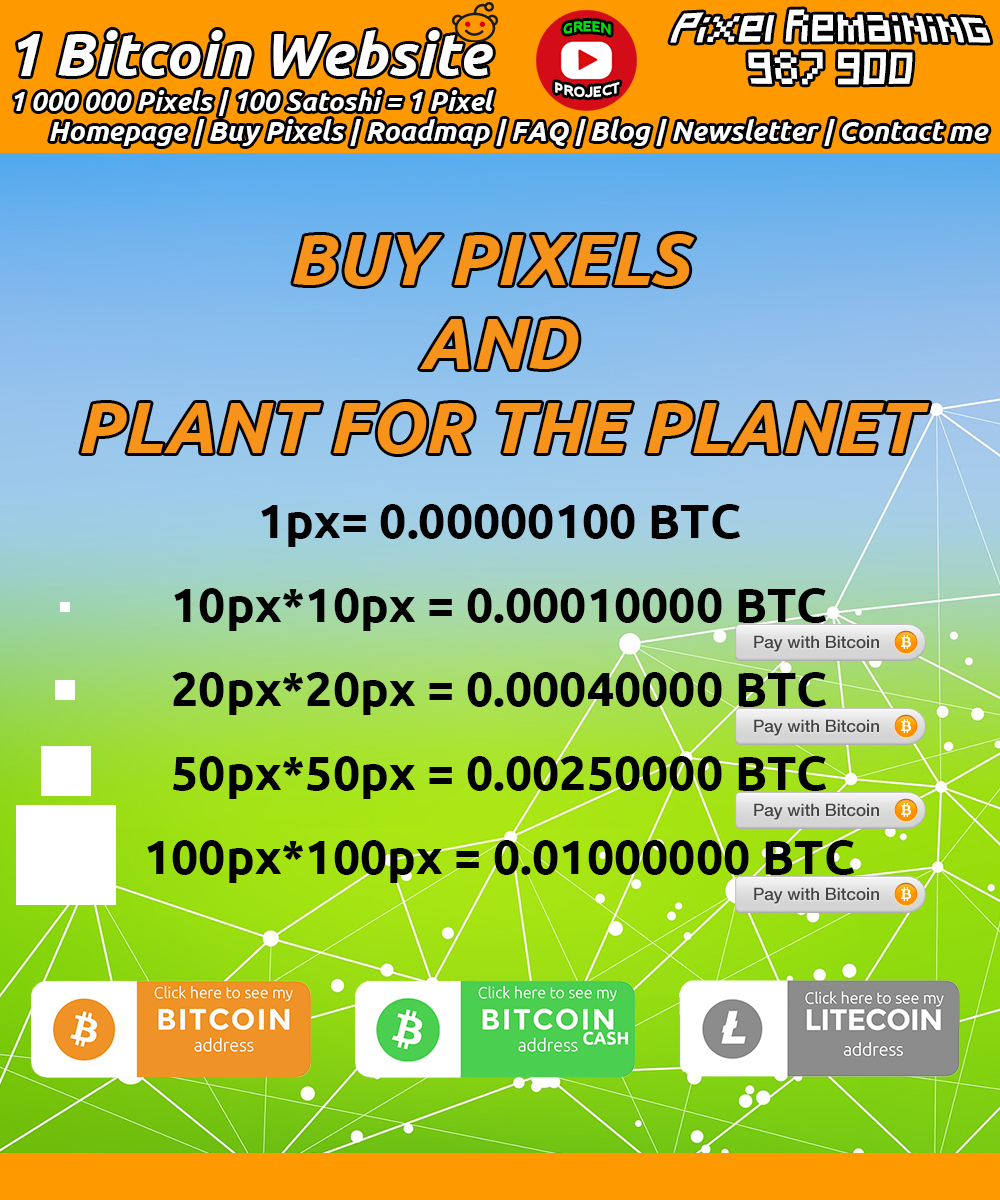 1 Bitcoin Website
GREEN
PROJECT
Pixel Remaining
987 900
1 000 000 Pixels | 100 Satoshi = 1 Pixel
Homepage | Buy Pixels | Roadmap | FAQ | Blog | Newsletter | Contact me
BUY PIXELS
AND
PLANT FOR THE PLANET
1px= 0.00000100 BTC
10px*10px = 0.00010000 BTC
Pay with Bitcoin
20px*20px = 0.00040000 BTC
Pay with Bitcoin
50px*50px = 0.00250000 BTC
Pay with Bitcoin
100px*100px = 0.01000000 BTC
Pay with Bitcoin
Click here to see my
BITCOIN
address
Click here to see my
BITCOIN
address CASH
Click here to see my
LITECOIN
address